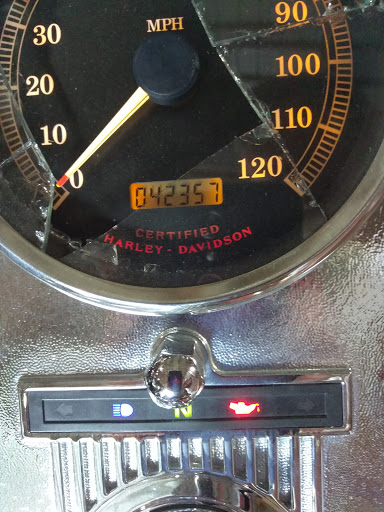 MPH
30
20
10
0
90
100
110
120
042357
CERTIFIED
HARLEY-DAVIDSON
N